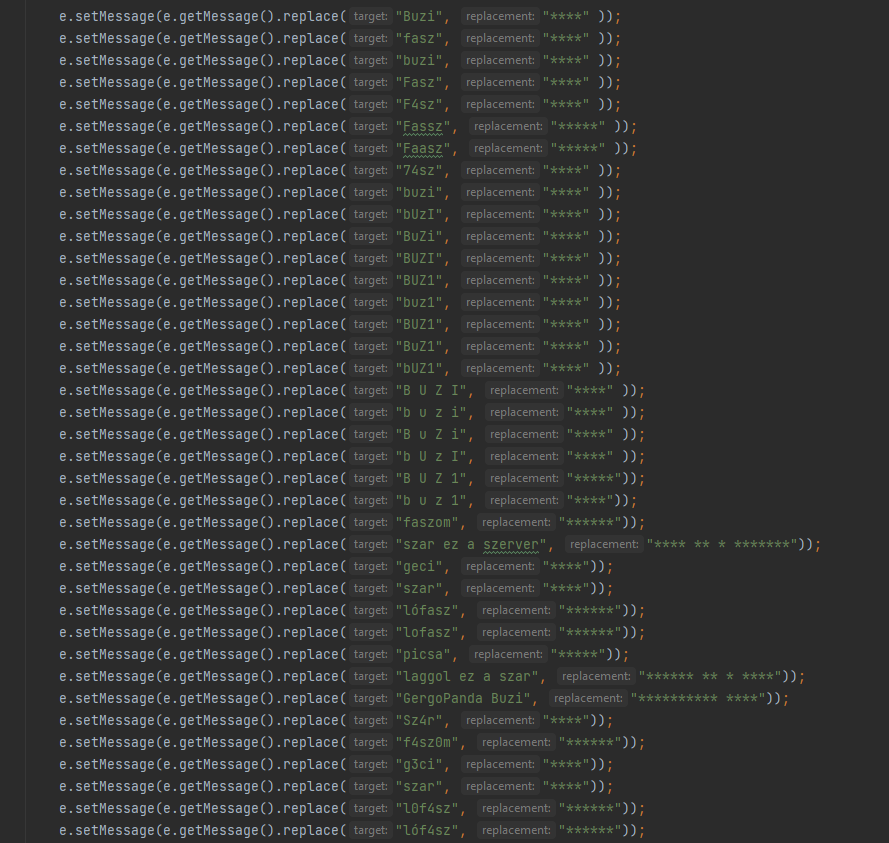 e.setMessage(e.getMessage().replace( target: "Buzi", replacement: "****" ));
e.setMessage(e.getMessage().replace( target: "fasz", replacement: "****" ));
e.setMessage(e.getMessage().replace( target: "buzi", replacement: "****" ));
e.setMessage(e.getMessage().replace( target: "Fasz", replacement: "****" ));
e.setMessage(e.getMessage().replace( target: "F4sz", replacement: "****" ));
e.setMessage(e.getMessage().replace( target: "Fassz", replacement: "*****" ));
e.setMessage(e.getMessage().replace( target: "Faasz", replacement: "*****" ));
e.setMessage(e.getMessage().replace( target: "74sz", replacement: "****" ));
e.setMessage(e.getMessage().replace( target: "buzi", replacement: "****" ));
e.setMessage(e.getMessage().replace( target: "bUzI", replacement: "****" ));
e.setMessage(e.getMessage().replace( target: "BuZi", replacement: "****" ));
e.setMessage(e.getMessage().replace( target: "BUZI", replacement: "****" ));
e.setMessage(e.getMessage().replace( target: "BUZ1", replacement: "****" ));
e.setMessage(e.getMessage().replace( target: "buz1", replacement: "****" ));
e.setMessage(e.getMessage().replace( target: "BUZ1", replacement: "****" ));
e.setMessage(e.getMessage().replace( target: "BuZ1", replacement: "****" ));
e.setMessage(e.getMessage().replace( target: "bUZ1", replacement: "****" ));
e.setMessage(e.getMessage().replace( target: "B U Z I", replacement: "****" ));
e.setMessage(e.getMessage().replace( target: "b u z i", replacement: "****" ));
e.setMessage(e.getMessage().replace( target: "B u Z i", replacement: "****" ));
e.setMessage(e.getMessage().replace( target: "b U z I", replacement: "****" ));
e.setMessage(e.getMessage().replace( target: "B U Z 1", replacement: "*****"));
e.setMessage(e.getMessage().replace( target: "b u z 1", replacement: "****"));
e.setMessage(e.getMessage().replace( target: "faszom", replacement: "******"));
e.setMessage(e.getMessage().replace( target: "szar ez a szerver", replacement: "**** ** * *******"));
e.setMessage(e.getMessage().replace( target: "geci", replacement: "****"));
e.setMessage(e.getMessage().replace( target: "szar", replacement: "****"));
e.setMessage(e.getMessage().replace( target: "lófasz", replacement: "******"));
e.setMessage(e.getMessage().replace( target: "lofasz", replacement: "******"));
e.setMessage(e.getMessage().replace( target: "picsa", replacement: "*****"));
e.setMessage(e.getMessage().replace( target: "laggol ez a szar", replacement: "****** ** * ****"));
e.setMessage(e.getMessage().replace( target: "GergoPanda Buzi", replacement: "********** ****"));
e.setMessage(e.getMessage().replace( target: "Sz4r", replacement: "****"));
e.setMessage(e.getMessage().replace( target: "f4sz0m", replacement: "******"));
e.setMessage(e.getMessage().replace( target: "g3ci", replacement: "****"));
e.setMessage(e.getMessage().replace( target: "szar", replacement: "****"));
e.setMessage(e.getMessage().replace( target: "l0f4sz", replacement: "******"));
e.setMessage(e.getMessage().replace( target: "lóf4sz", replacement: "******"));